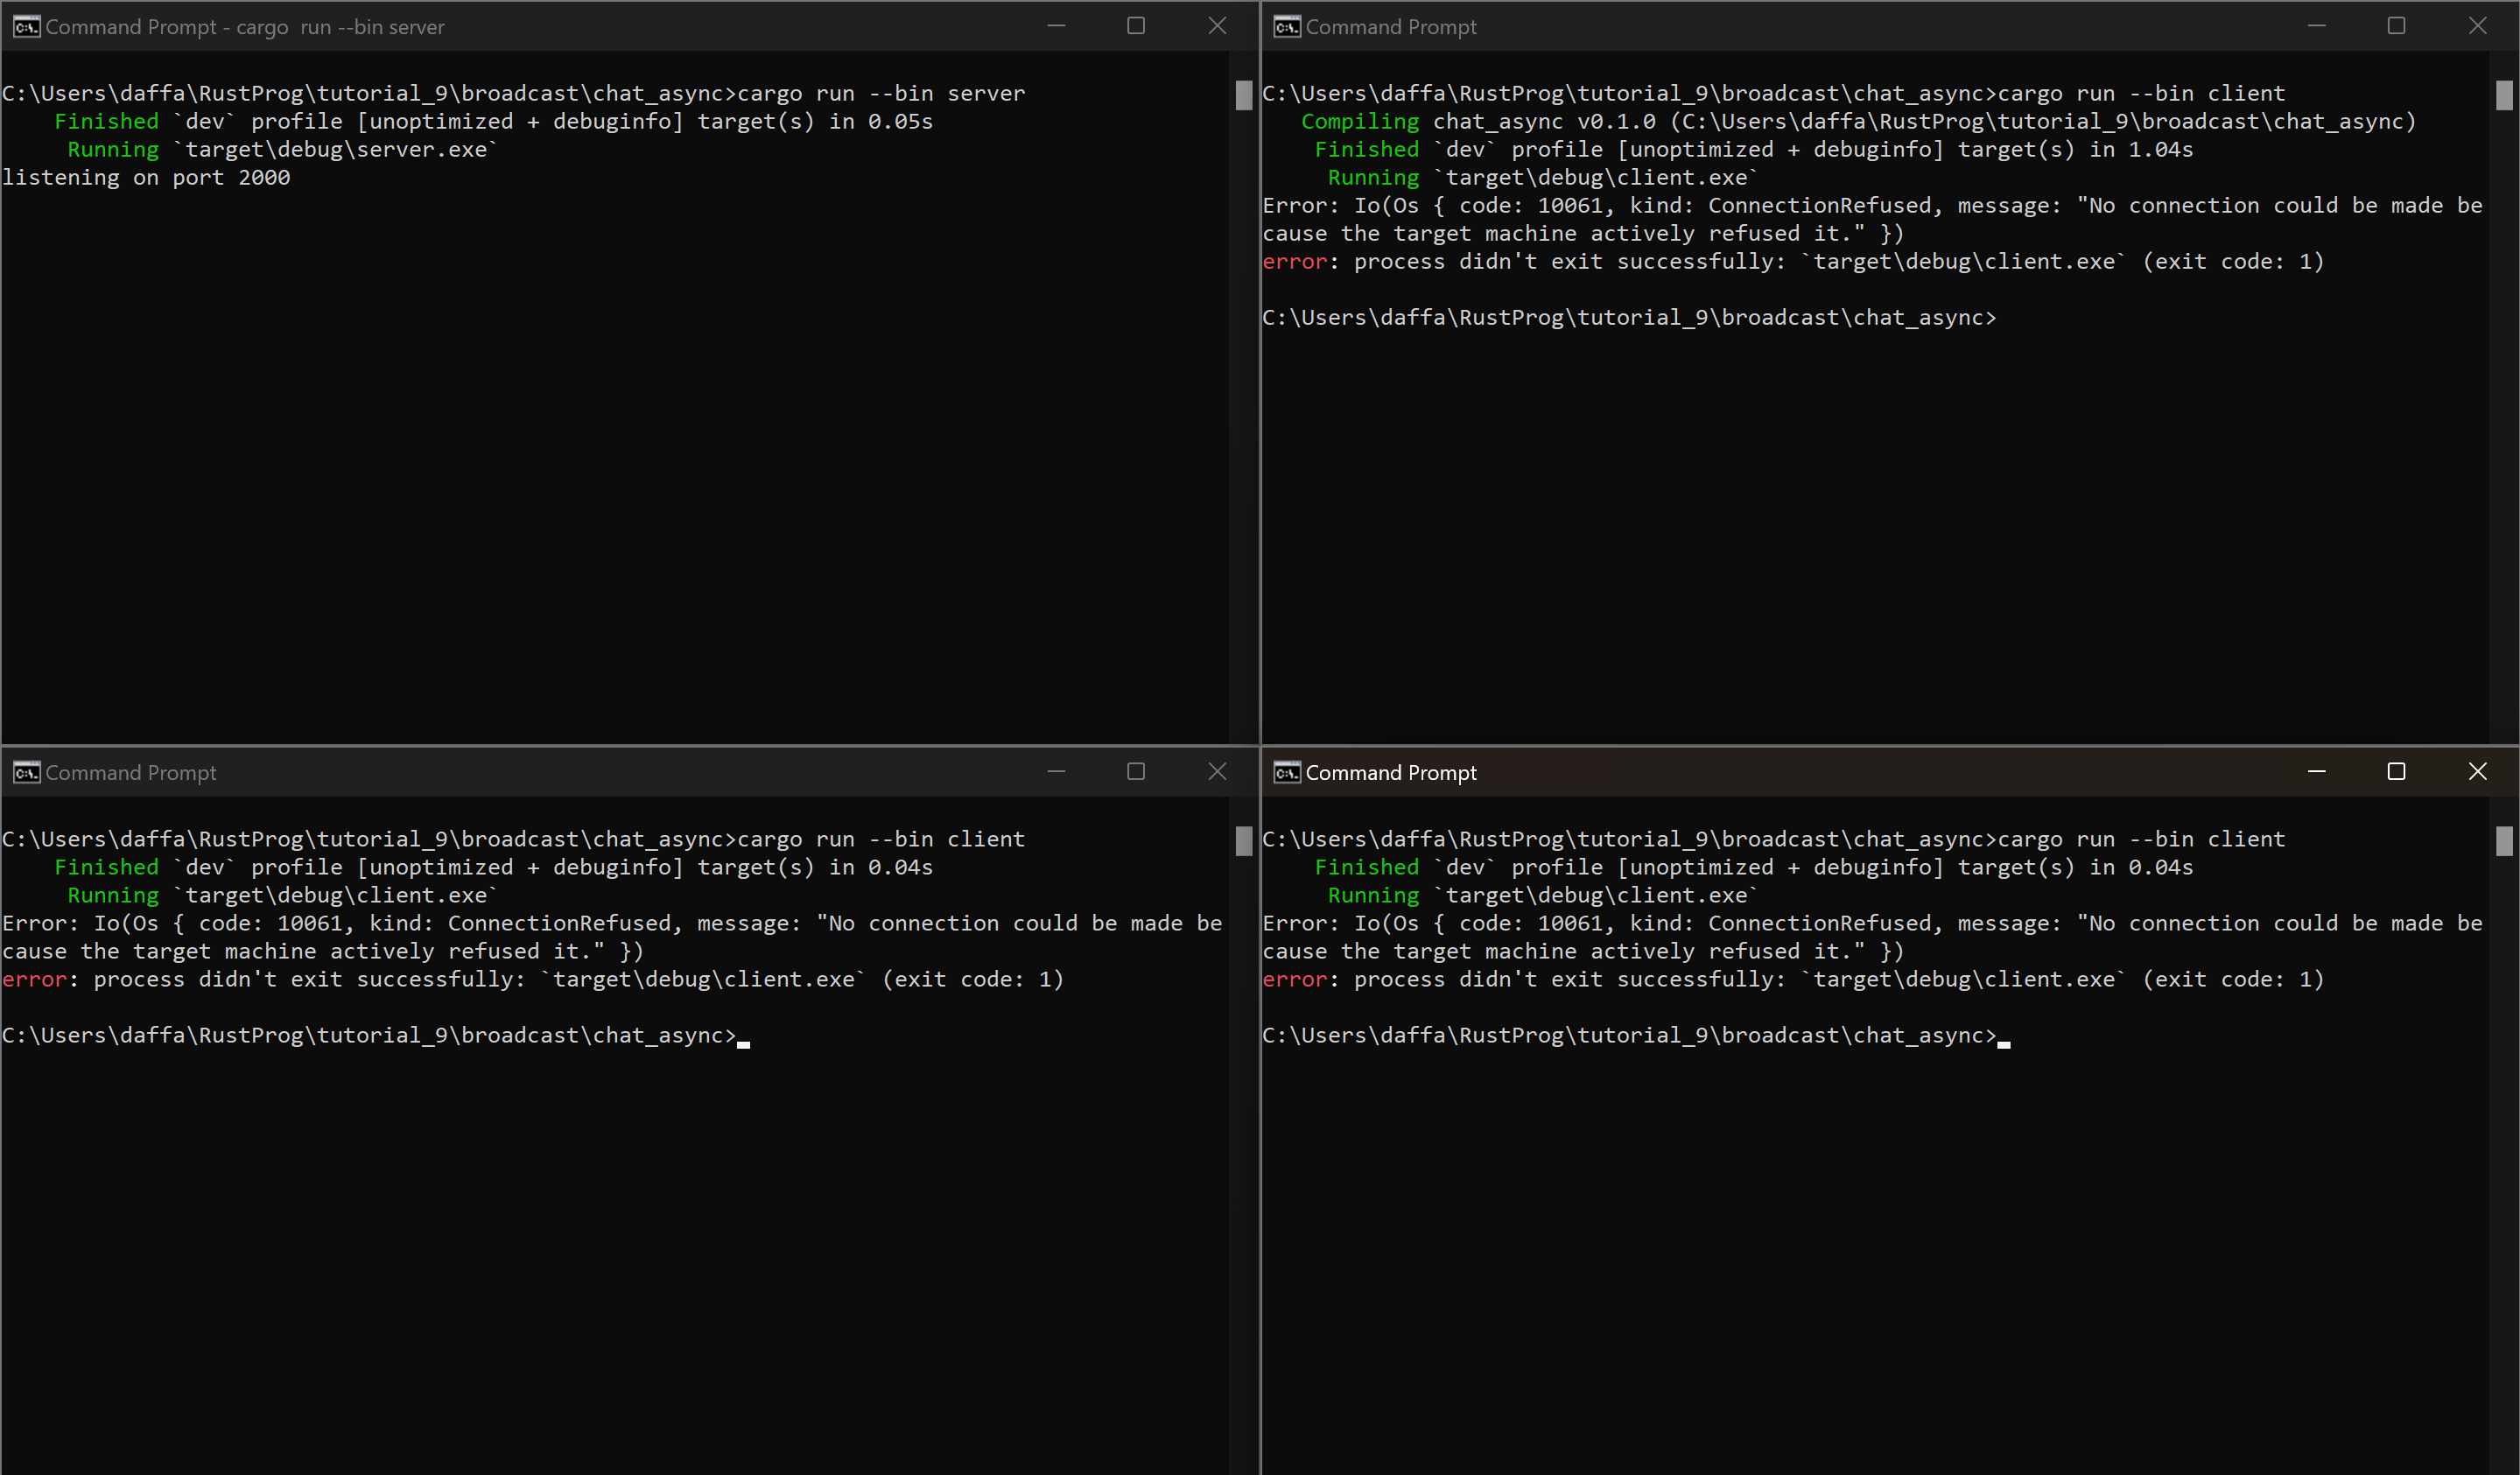 Command Prompt - cargo  run --bin server
C:\Users\daffa\RustProg\tutorial_9\broadcast\chat_async>cargo run --bin server
    Finished `dev` profile [unoptimized + debuginfo] target(s) in 0.05s
     Running `target\debug\server.exe`
listening on port 2000
Command Prompt
C:\Users\daffa\RustProg\tutorial_9\broadcast\chat_async>cargo run --bin client
   Compiling chat_async v0.1.0 (C:\Users\daffa\RustProg\tutorial_9\broadcast\chat_async)
    Finished `dev` profile [unoptimized + debuginfo] target(s) in 1.04s
     Running `target\debug\client.exe`
Error: Io(Os { code: 10061, kind: ConnectionRefused, message: "No connection could be made be
cause the target machine actively refused it." })
error: process didn't exit successfully: `target\debug\client.exe` (exit code: 1)
C:\Users\daffa\RustProg\tutorial_9\broadcast\chat_async>
Command Prompt
C:\Users\daffa\RustProg\tutorial_9\broadcast\chat_async>cargo run --bin client
    Finished `dev` profile [unoptimized + debuginfo] target(s) in 0.04s
     Running `target\debug\client.exe`
Error: Io(Os { code: 10061, kind: ConnectionRefused, message: "No connection could be made be
cause the target machine actively refused it." })
error: process didn't exit successfully: `target\debug\client.exe` (exit code: 1)
C:\Users\daffa\RustProg\tutorial_9\broadcast\chat_async>
Command Prompt
C:\Users\daffa\RustProg\tutorial_9\broadcast\chat_async>cargo run --bin client
    Finished `dev` profile [unoptimized + debuginfo] target(s) in 0.04s
     Running `target\debug\client.exe`
Error: Io(Os { code: 10061, kind: ConnectionRefused, message: "No connection could be made be
cause the target machine actively refused it." })
error: process didn't exit successfully: `target\debug\client.exe` (exit code: 1)
C:\Users\daffa\RustProg\tutorial_9\broadcast\chat_async>